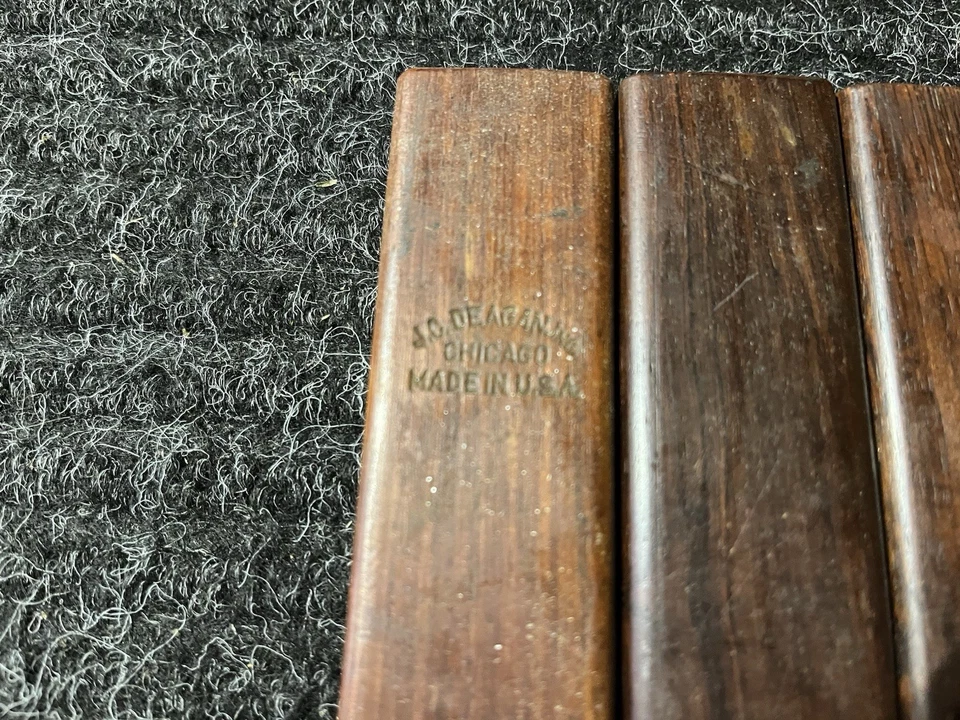 J.C. DEAGAN, INC.
CHICAGO
MADE IN U.S.A.